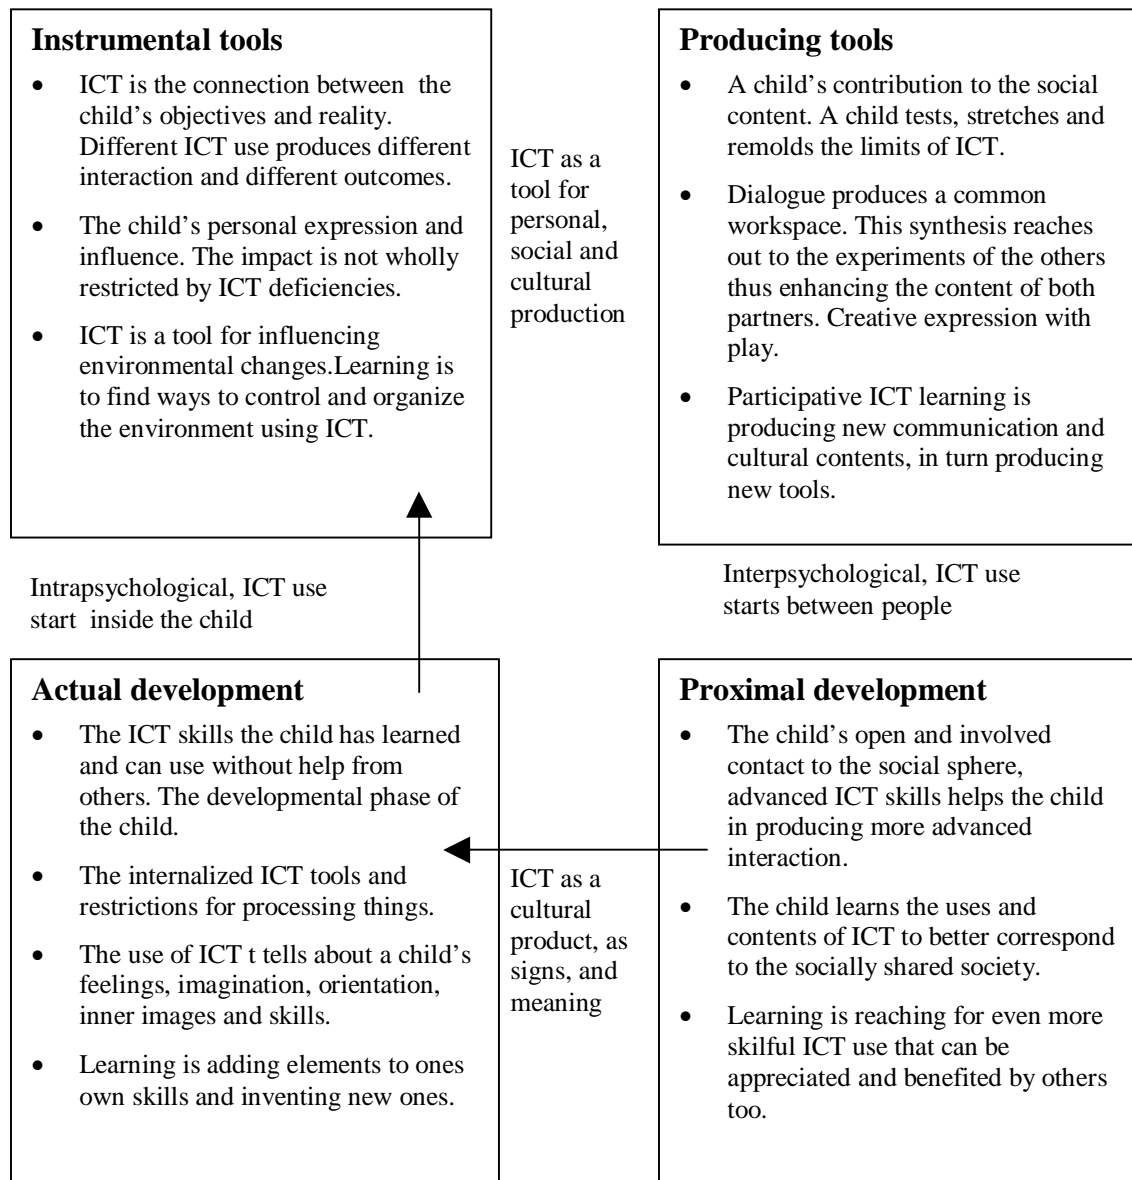 Instrumental tools
• ICT is the connection between the
child’s objectives and reality.
Different ICT use produces different
interaction and different outcomes.
• The child’s personal expression and
influence. The impact is not wholly
restricted by ICT deficiencies.
• ICT is a tool for influencing
environmental changes.Learning is
to find ways to control and organize
the environment using ICT.
ICT as a
tool for
personal,
social and
cultural
production
Producing tools
• A child’s contribution to the social
content. A child tests, stretches and
remolds the limits of ICT.
• Dialogue produces a common
workspace. This synthesis reaches
out to the experiments of the others
thus enhancing the content of both
partners. Creative expression with
play.
• Participative ICT learning is
producing new communication and
cultural contents, in turn producing
new tools.
Intrapsychological, ICT use
start inside the child
Interpsychological, ICT use
starts between people
Actual development
• The ICT skills the child has learned
and can use without help from
others. The developmental phase of
the child.
• The internalized ICT tools and
restrictions for processing things.
• The use of ICT t tells about a child’s
feelings, imagination, orientation,
inner images and skills.
• Learning is adding elements to ones
own skills and inventing new ones.
ICT as a
cultural
product, as
signs, and
meaning
Proximal development
• The child’s open and involved
contact to the social sphere,
advanced ICT skills helps the child
in producing more advanced
interaction.
• The child learns the uses and
contents of ICT to better correspond
to the socially shared society.
• Learning is reaching for even more
skilful ICT use that can be
appreciated and benefited by others
too.